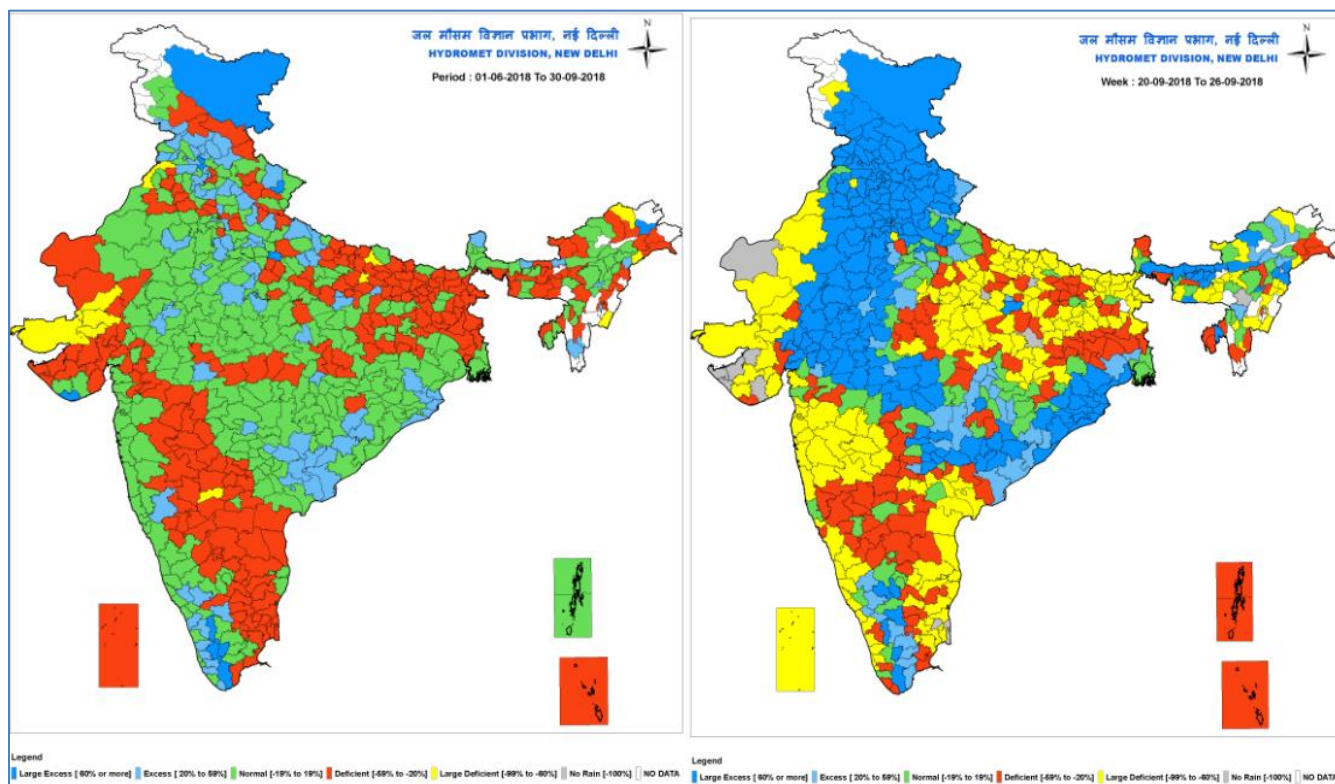 जल मौसम विज्ञान प्रभाग, नई दिल्ली
HYDROMET DIVISION, NEW DELHI
Period : 01-06-2018 To 30-09-2018
N
Legend
Large Excess [ 60% or more] Excess [ 20% to 59%] Normal [-19% to 19%] Deficient [-59% to -20%] Large Deficient [-99% to -60%] No Rain [-100%] NO DATA
जल मौसम विज्ञान प्रभाग, नई दिल्ली
HYDROMET DIVISION, NEW DELHI
Week : 20-09-2018 To 26-09-2018
N
Legend
Large Excess [ 60% or more] Excess [ 20% to 59%] Normal [-19% to 19%] Deficient [-59% to -20%] Large Deficient [-99% to -60%] No Rain [-100%] NO DATA